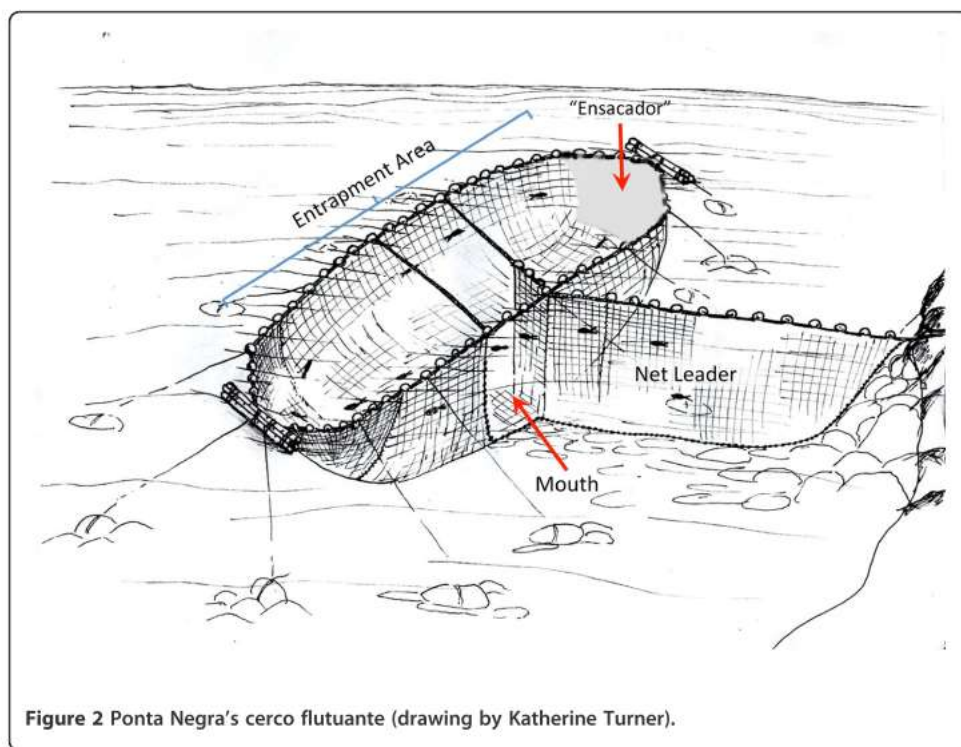 "Ensacador"
Entrapment Area
Net Leader
Mouth
Figure 2 Ponta Negra's cerco flutuante (drawing by Katherine Turner).